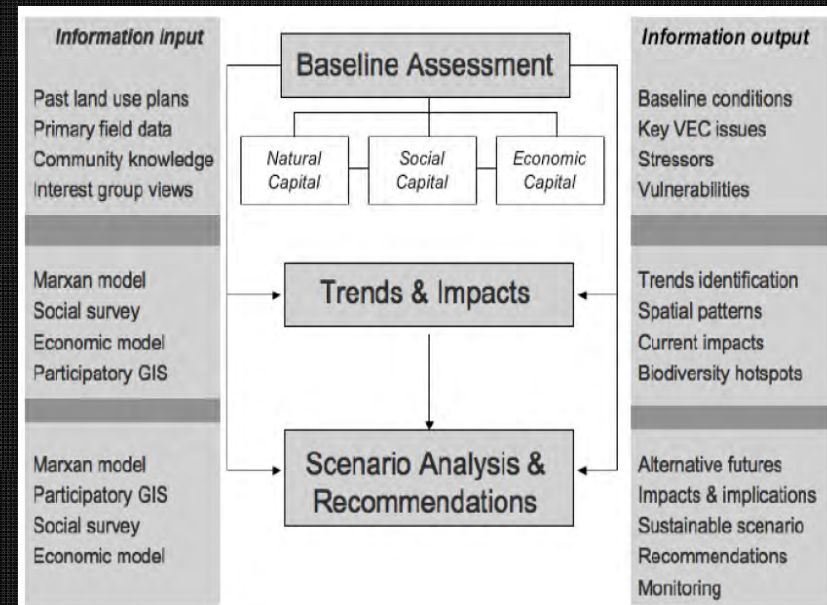 Information input
Past land use plans
Primary field data
Community knowledge
Interest group views
Marxan model
Social survey
Economic model
Participatory GIS
Marxan model
Participatory GIS
Social survey
Economic model
Baseline Assessment
Natural
Capital
Social
Capital
Economic
Capital
Trends & Impacts
Scenario Analysis &
Recommendations
Information output
Baseline conditions
Key VEC issues
Stressors
Vulnerabilities
Trends identification
Spatial patterns
Current impacts
Biodiversity hotspots
Alternative futures
Impacts & implications
Sustainable scenario
Recommendations
Monitoring